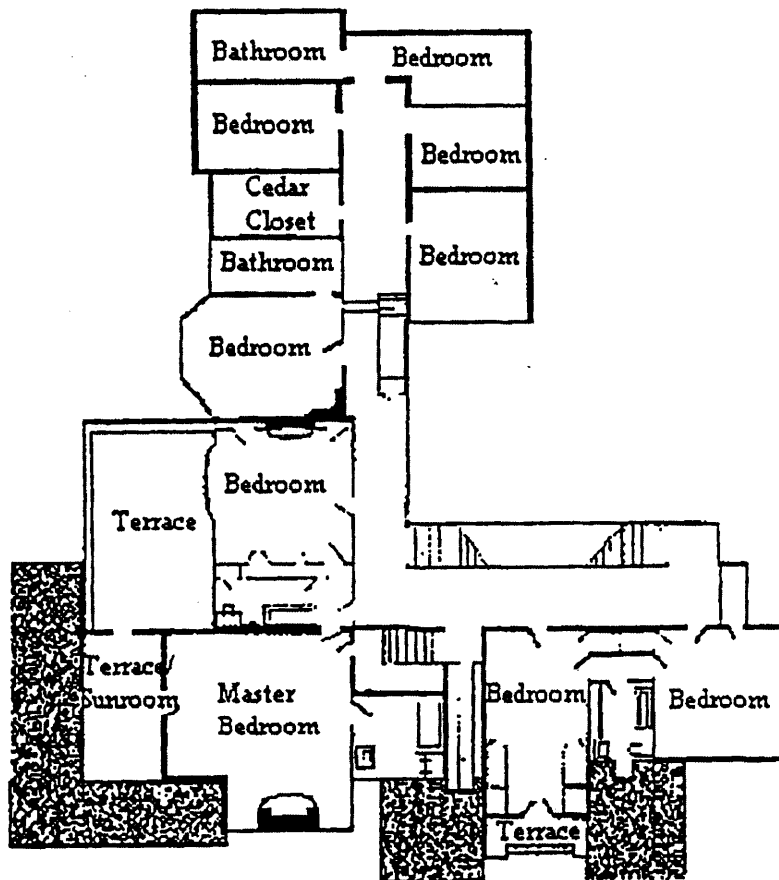 Bathroom
Bedroom
Bedroom
Bedroom
Cedar
Closet
Bathroom
Bedroom
Bedroom
Bedroom
Terrace
Terrace/
Sunroom
Master
Bedroom
Bedroom
Bedroom
Terrace